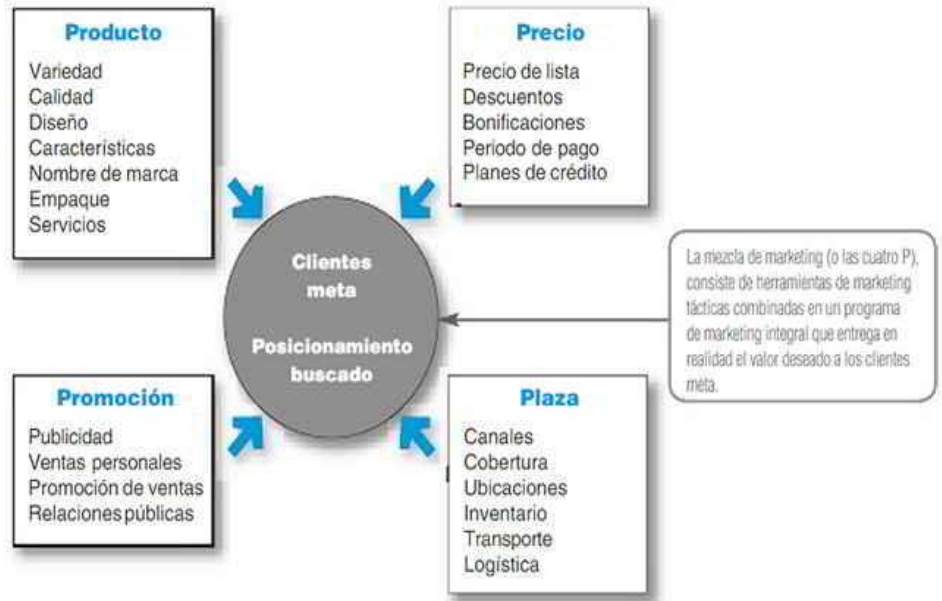 Producto
Variedad
Calidad
Diseño
Características
Nombre de marca
Empaque
Servicios
Precio
Precio de lista
Descuentos
Bonificaciones
Periodo de pago
Planes de crédito
Clientes
meta
Posicionamiento
buscado
La mezcla de marketing (o las cuatro P),
consiste de herramientas de marketing
tácticas combinadas en un programa
de marketing integral que entrega en
realidad el valor deseado a los clientes
meta.
Promoción
Publicidad
Ventas personales
Promoción de ventas
Relaciones públicas
Plaza
Canales
Cobertura
Ubicaciones
Inventario
Transporte
Logística